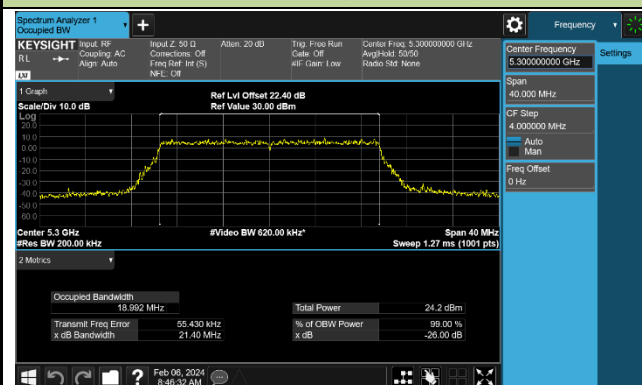 Spectrum Analyzer 1
Occupied BW
+
Frequency
KEYSIGHT
Input: RF
Coupling: AC
Align: Auto
Input Z: 50 Ω
Corrections: Off
Freq Ref: Int (S)
NFE: Off
Atten: 20 dB
Trig: Free Run
Gate: Off
#IF Gain: Low
Center Freq: 5.300000000 GHz
Avg|Hold: 50/50
Radio Std: None
RL
LXI
Center Frequency
5.300000000 GHz
Settings
Span
40.000 MHz
CF Step
4.000000 MHz
Auto
Man
Freq Offset
0 Hz
1 Graph
Scale/Div 10.0 dB
Ref Lvl Offset 22.40 dB
Ref Value 30.00 dBm
Log
20.0
10.0
0.00
-10.0
-20.0
-30.0
-40.0
-50.0
-60.0
Center 5.3 GHz
#Video BW 620.00 kHz*
Span 40 MHz
#Res BW 200.00 kHz
Sweep 1.27 ms (1001 pts)
2 Metrics
Occupied Bandwidth
18.992 MHz
Total Power 24.2 dBm
Transmit Freq Error 55.430 kHz
% of OBW Power 99.00 %
x dB Bandwidth 21.40 MHz
x dB -26.00 dB
?
Feb 06, 2024
8:46:32 AM